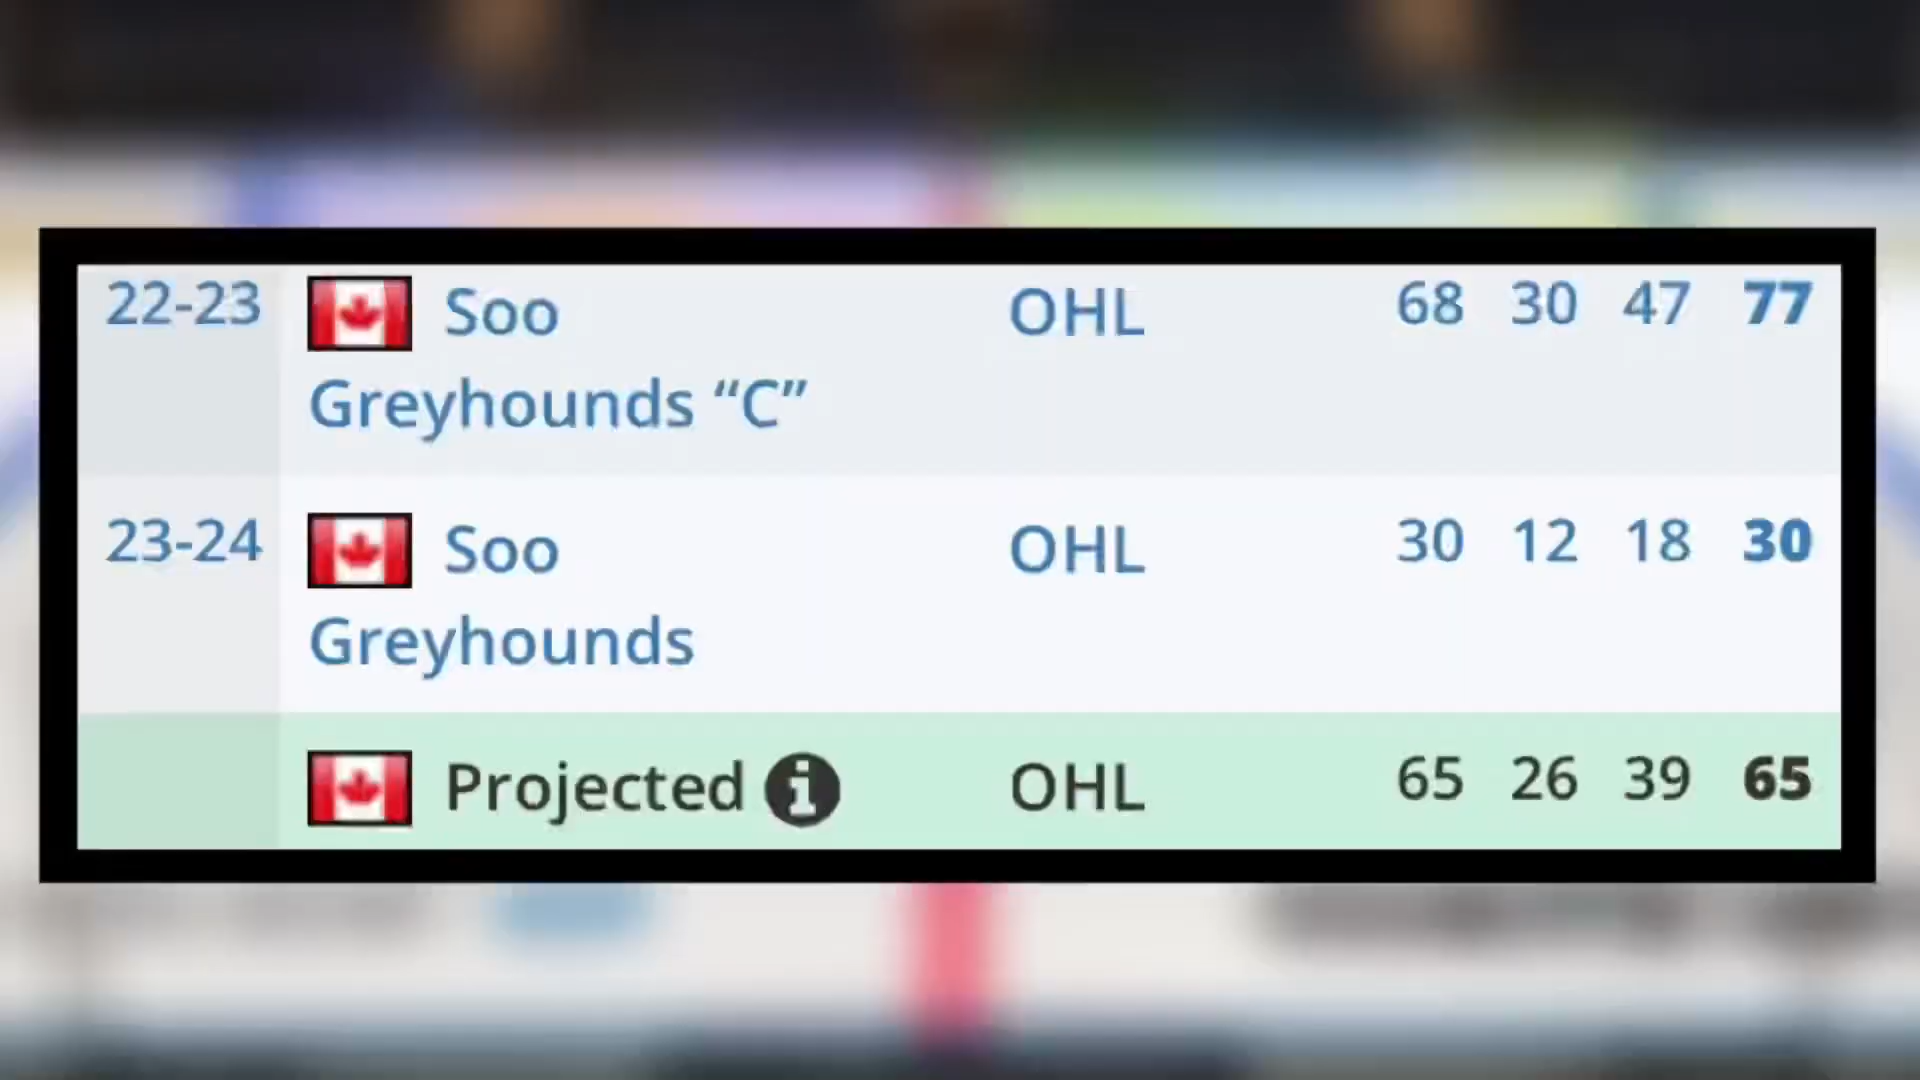 22-23 Soo OHL 68 30 47 77
Greyhounds “C”
23-24 Soo OHL 30 12 18 30
Greyhounds
Projected i OHL 65 26 39 65